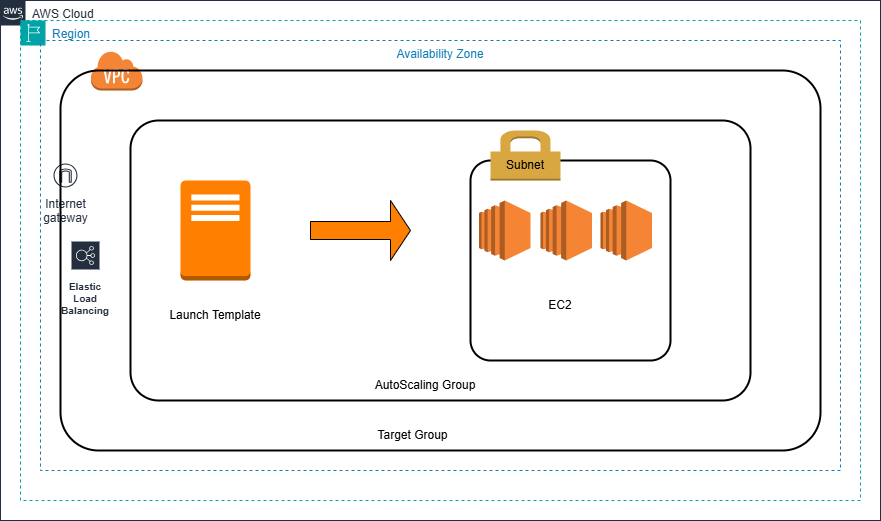 aws
AWS Cloud
Region
Availability Zone
VPC
Subnet
Internet
gateway
Elastic
Load
Balancing
Launch Template
EC2
AutoScaling Group
Target Group